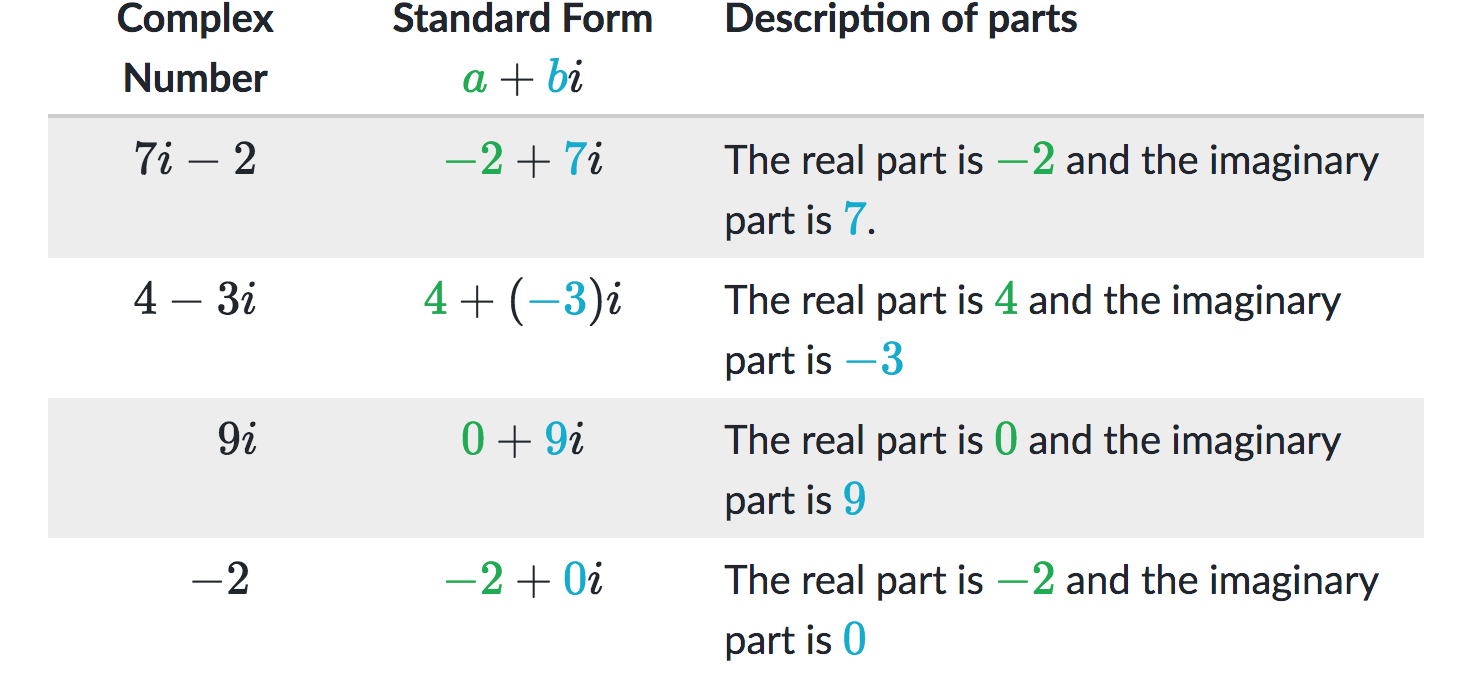 Complex Standard Form Description of parts
Number a + bi
7i – 2 –2 + 7i The real part is –2 and the imaginary
part is 7.
4 – 3i 4 + (–3)i The real part is 4 and the imaginary
part is –3
9i 0 + 9i The real part is 0 and the imaginary
part is 9
–2 –2 + 0i The real part is –2 and the imaginary
part is 0